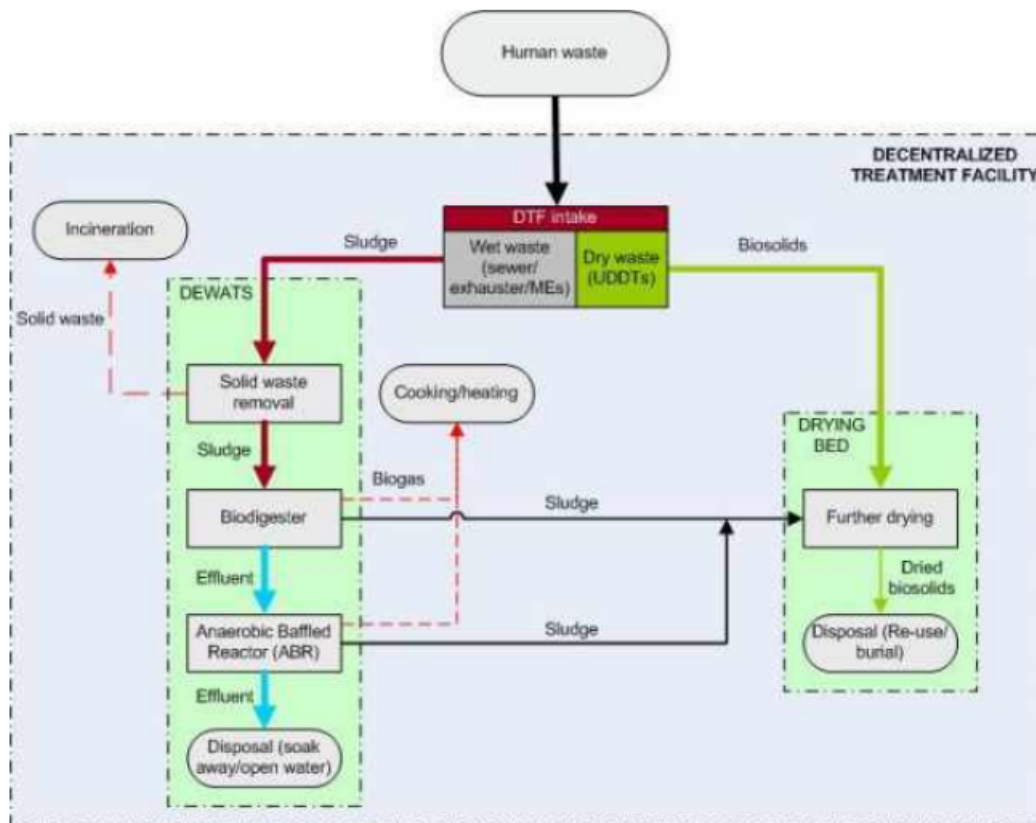 Human waste
DECENTRALIZED
TREATMENT FACILITY
DTF intake
Incineration
Sludge
Wet waste
(sewer/
exhauster/MEs)
Dry waste
(UDDTs)
Biosolids
DEWATS
Solid waste
Solid waste
removal
Cooking/heating
DRYING
BED
Sludge
Biogas
Biodigester
Sludge
Further drying
Effluent
Dried
biosolids
Anaerobic Baffled
Reactor (ABR)
Sludge
Disposal (Re-use/
burial)
Effluent
Disposal (soak
away/open water)